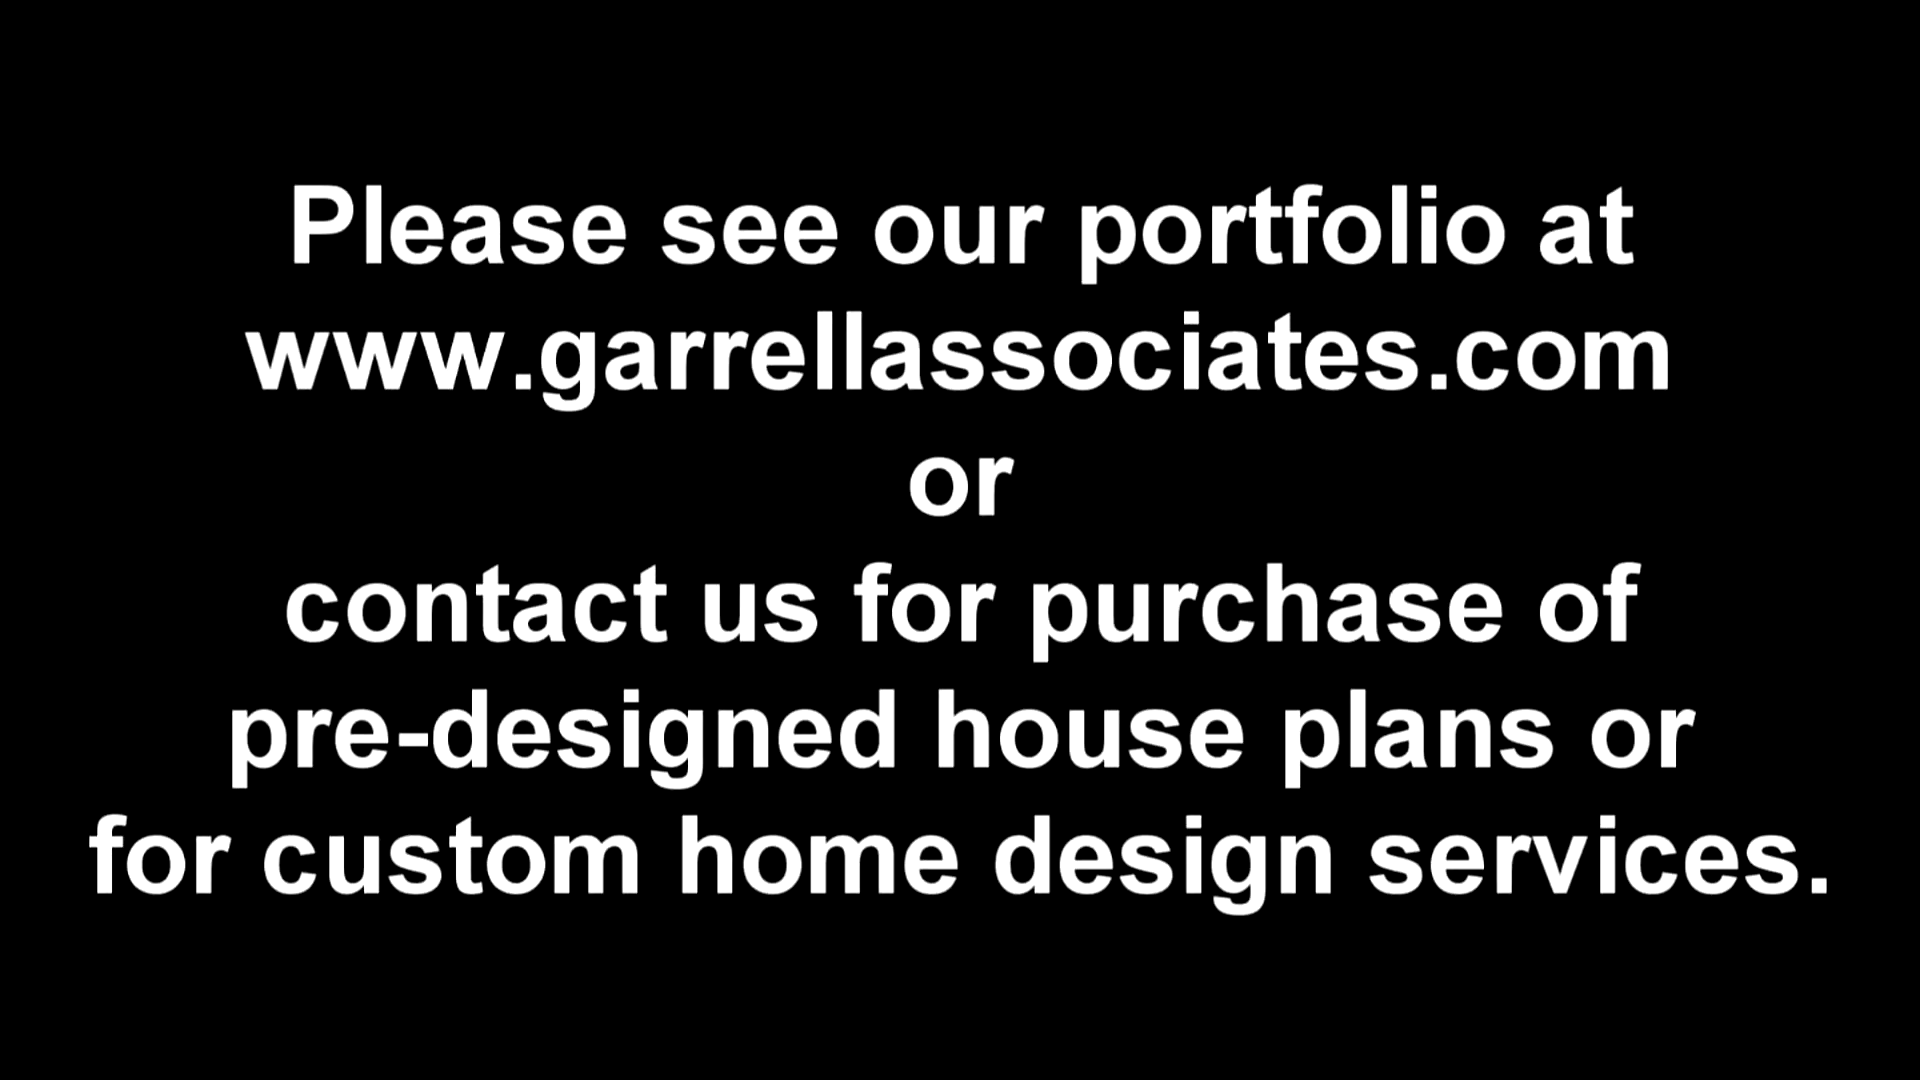 Please see our portfolio at
www.garrellassociates.com
or
contact us for purchase of
pre-designed house plans or
for custom home design services.